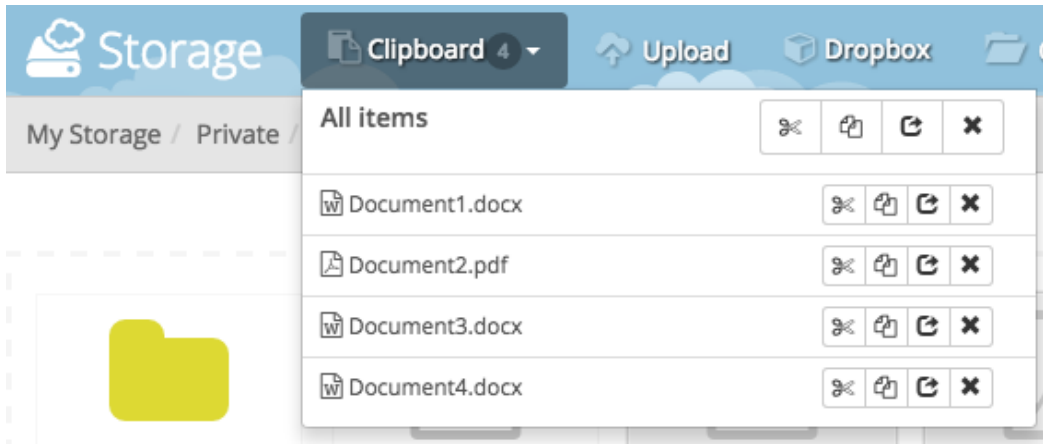 Storage
Clipboard 4
Upload
Dropbox
My Storage / Private /
All items
Document1.docx
Document2.pdf
Document3.docx
Document4.docx